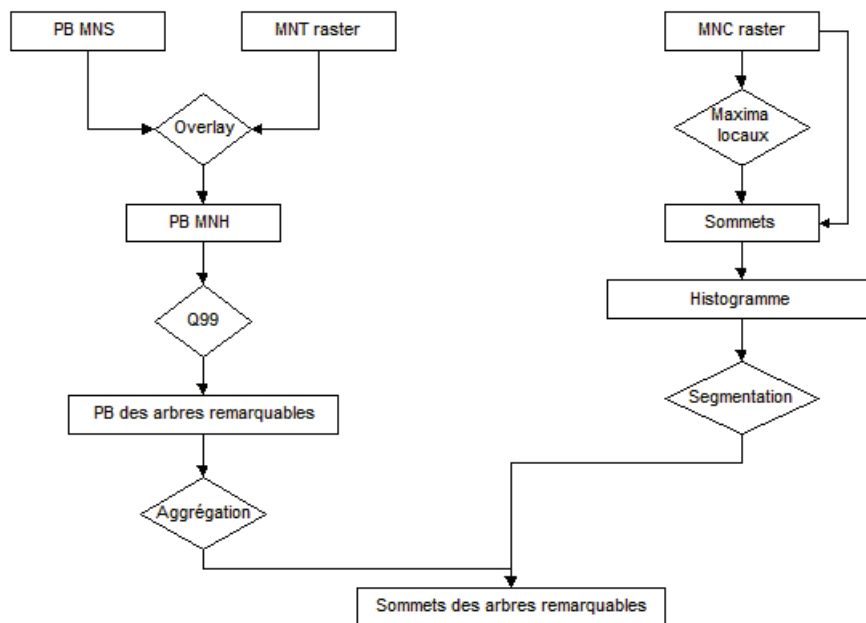 PB MNS
MNT raster
MNC raster
Overlay
Maxima
locaux
PB MNH
Sommets
Histogramme
Q99
Segmentation
PB des arbres remarquables
Aggrégation
Sommets des arbres remarquables